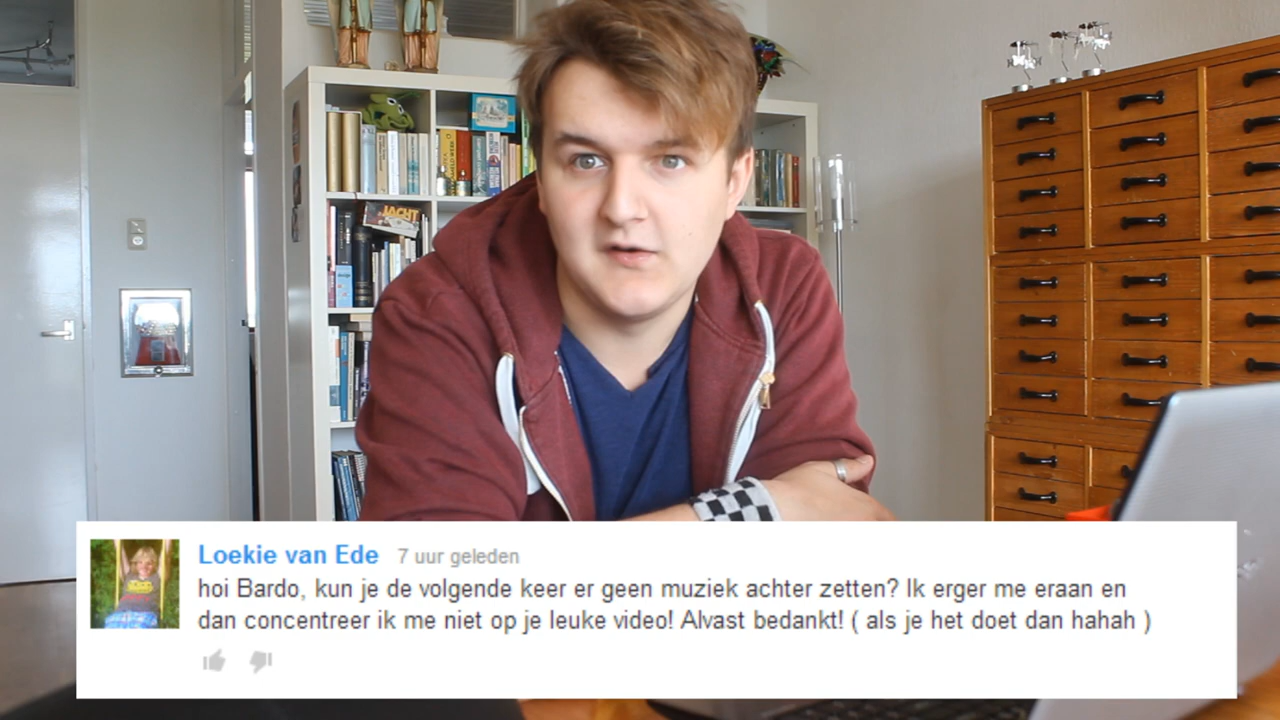 JACHT
Loekie van Ede 7 uur geleden
hoi Bardo, kun je de volgende keer er geen muziek achter zetten? Ik erger me eraan en
dan concentreer ik me niet op je leuke video! Alvast bedankt! ( als je het doet dan hahah )